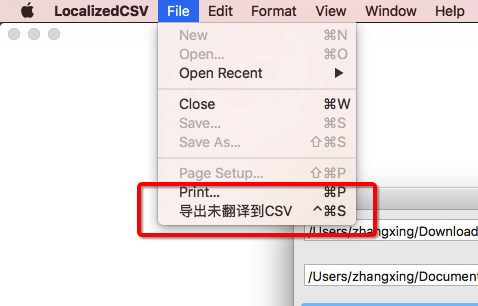 LocalizedCSV File Edit Format View Window Help
New ⌘N
Open... ⌘O
Open Recent ▶
Close ⌘W
Save... ⌘S
Save As... ⇧⌘S
Page Setup... ⇧⌘P
Print... ⌘P
导出未翻译到CSV ^⌘S
/Users/zhangxing/Download
/Users/zhangxing/Document